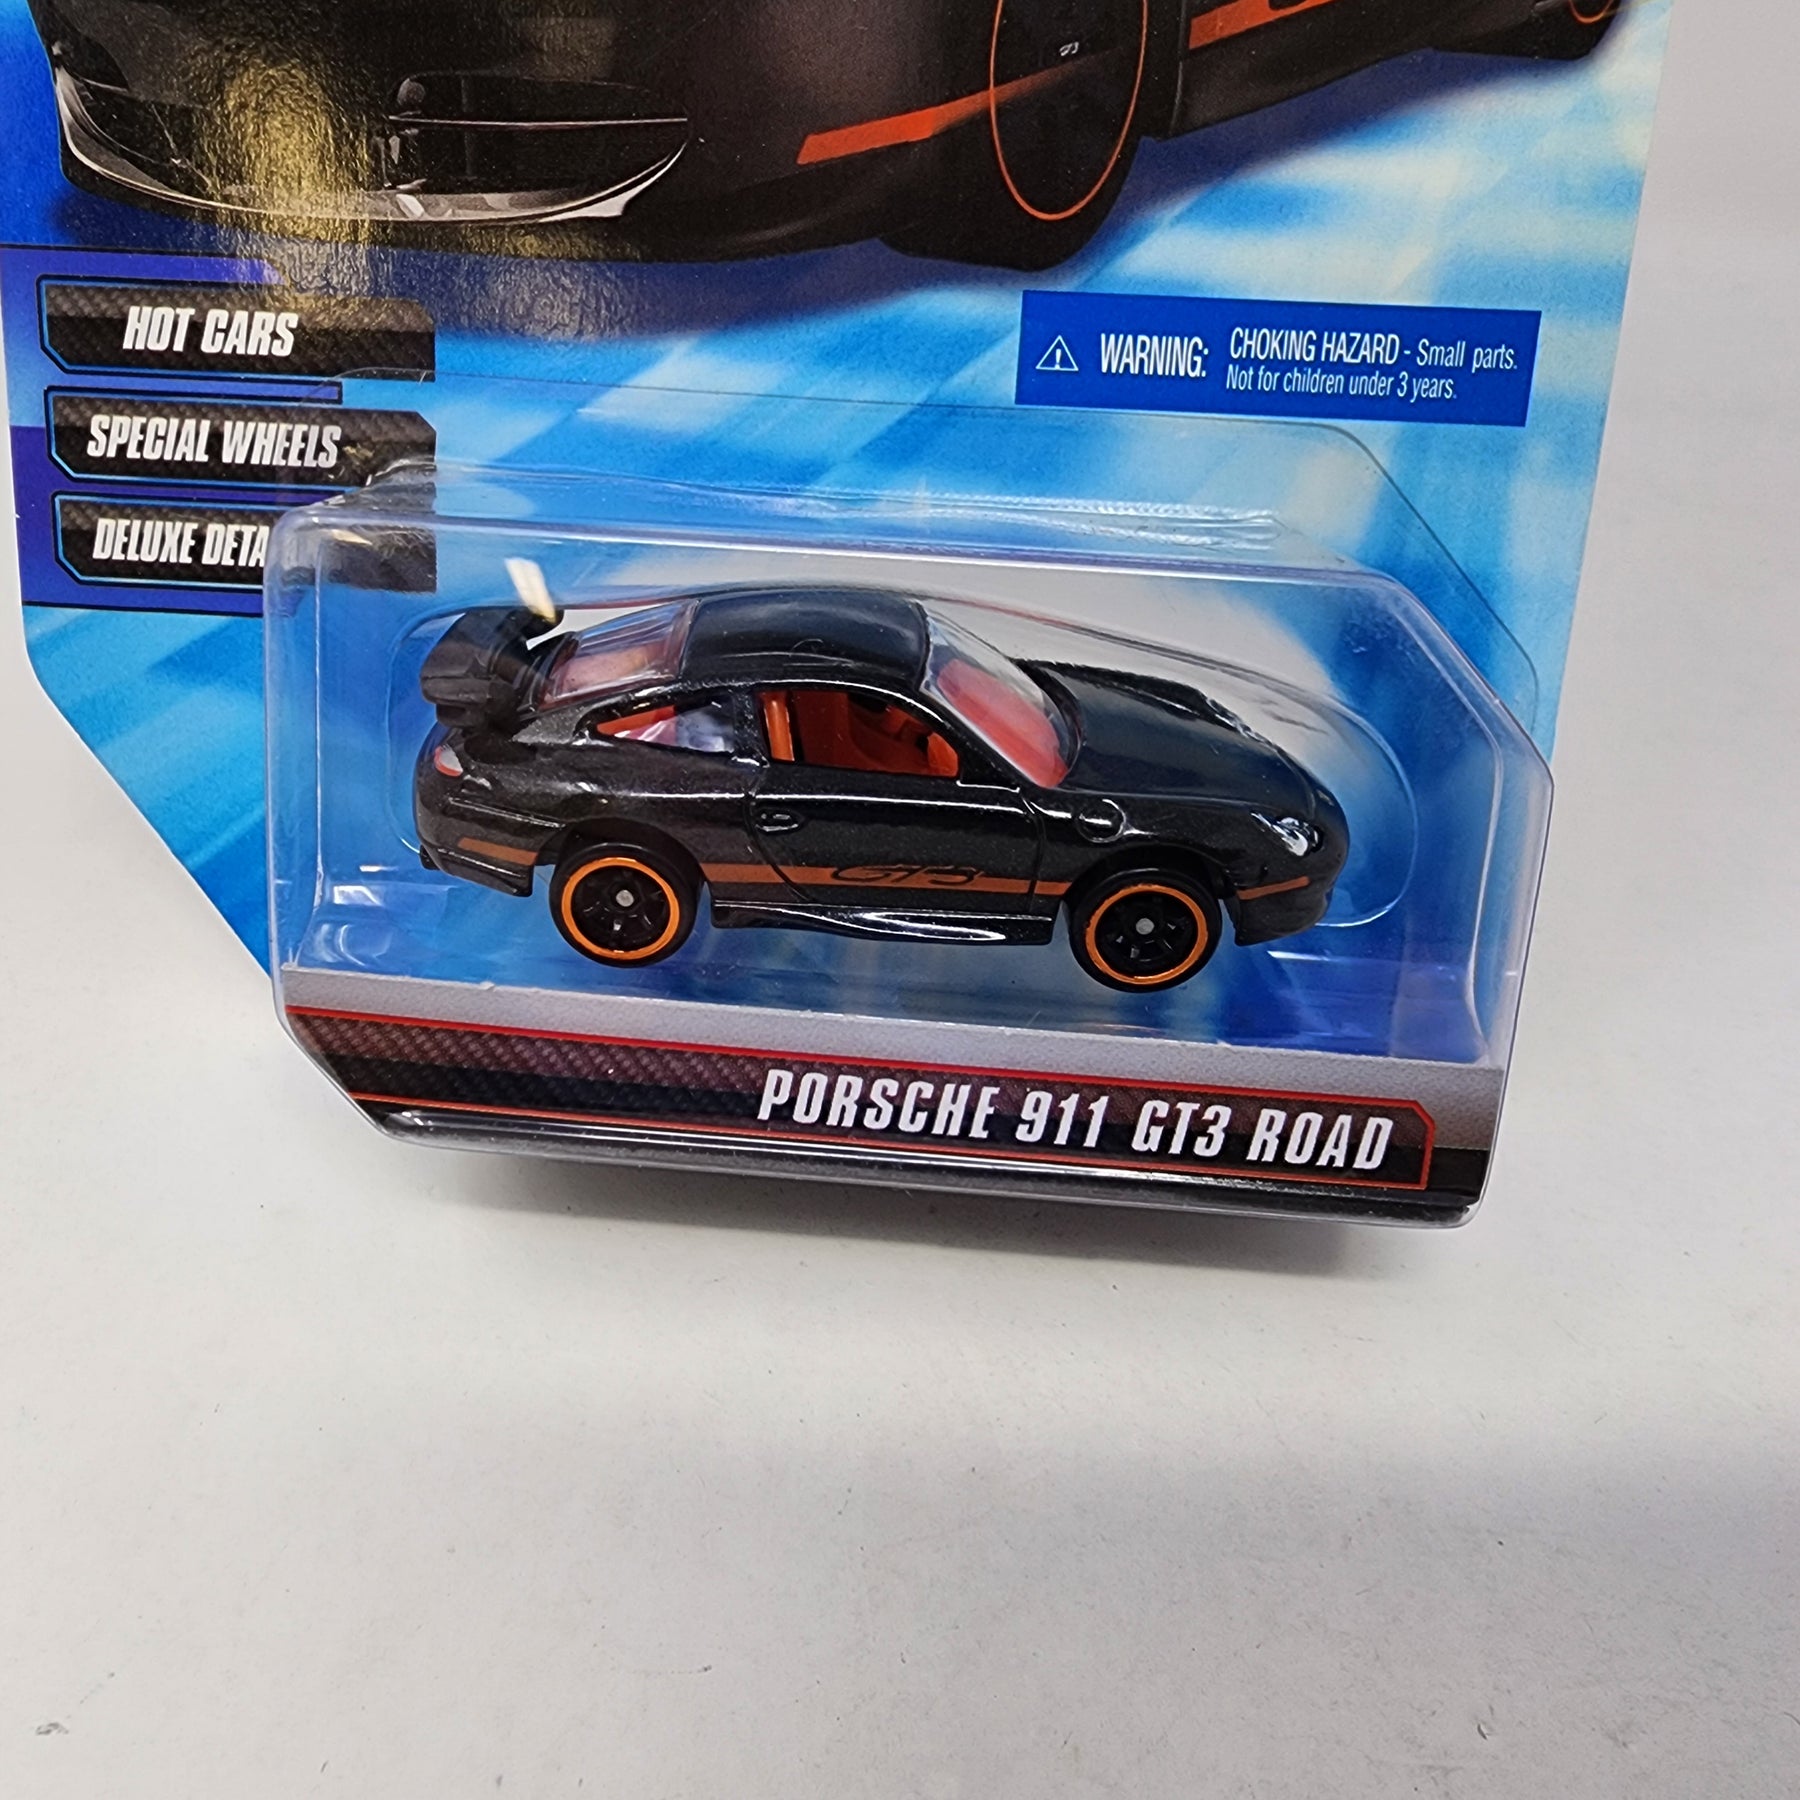 HOT CARS
SPECIAL WHEELS
DELUXE DETA
WARNING: CHOKING HAZARD - Small parts.
Not for children under 3 years.
GT3
PORSCHE 911 GT3 ROAD